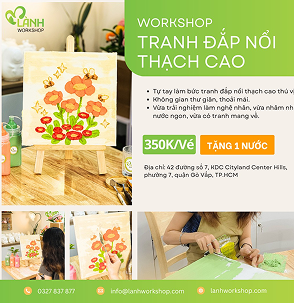 LÀNH
WORKSHOP
WORKSHOP
TRANH ĐẮP NỔI
THẠCH CAO
Tự tay làm bức tranh đắp nổi thạch cao thú vị
Không gian thư giãn, thoải mái.
Vừa trải nghiệm làm nghệ nhân, vừa nhâm nhi
nước ngon, vừa có tranh mang về.
350K/Vé
TẶNG 1 NƯỚC
Địa chỉ: 42 đường số 7, KDC Cityland Center Hills,
phường 7, quận Gò Vấp, TP.HCM
0327 837 877
info@lanhworkshop.com
lanhworkshop.com